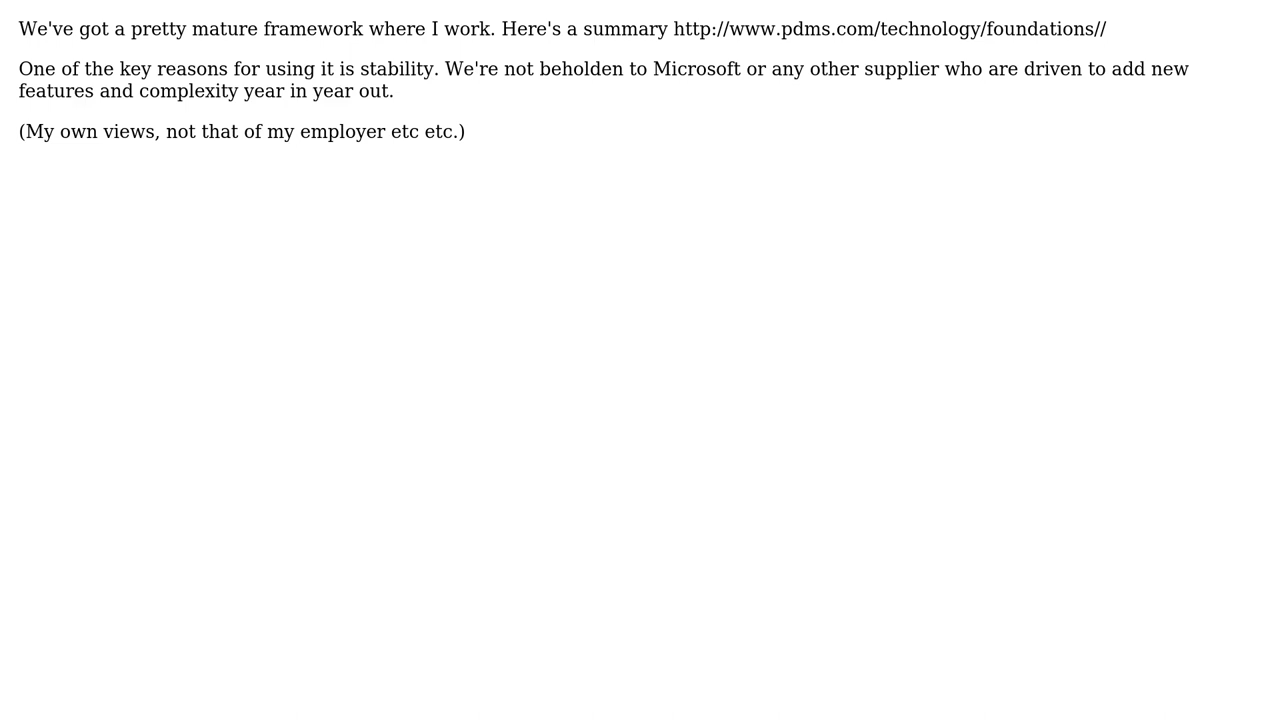 We've got a pretty mature framework where I work. Here's a summary http://www.pdms.com/technology/foundations//
One of the key reasons for using it is stability. We're not beholden to Microsoft or any other supplier who are driven to add new
features and complexity year in year out.
(My own views, not that of my employer etc etc.)